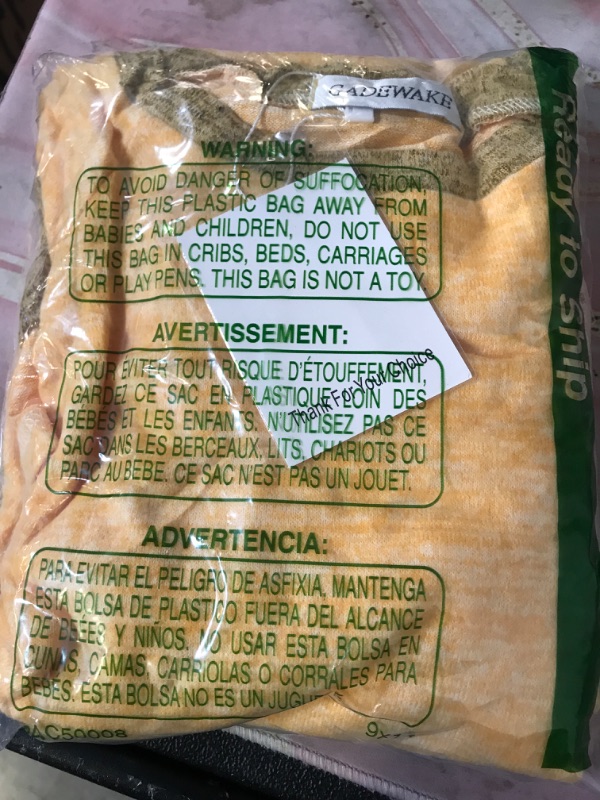 GADEWAKE
WARNING:
TO AVOID DANGER OF SUFFOCATION,
KEEP THIS PLASTIC BAG AWAY FROM
BABIES AND CHILDREN, DO NOT USE
THIS BAG IN CRIBS, BEDS, CARRIAGES
OR PLAY PENS. THIS BAG IS NOT A TOY.
AVERTISSEMENT:
POUR EVITER TOUT RISQUE D'ÉTOUFFEMENT,
GARDEZ CE SAC EN PLASTIQUE LOIN DES
BÉBÉS ET LES ENFANTS. N'UTILISEZ PAS CE
SAC DANS LES BERCEAUX, LITS, CHARIOTS OU
PARC AU BEBE. CE SAC N'EST PAS UN JOUET.
Thank For Your Choice
ADVERTENCIA:
PARA EVITAR EL PELIGRO DE ASFIXIA, MANTENGA
ESTA BOLSA DE PLASTICO FUERA DEL ALCANCE
DE BEBÉS Y NIÑOS. NO USAR ESTA BOLSA EN
CUNAS, CAMAS, CARRIOLAS O CORRALES PARA
BEBES. ESTA BOLSA NO ES UN
AC50008
Ready to Ship